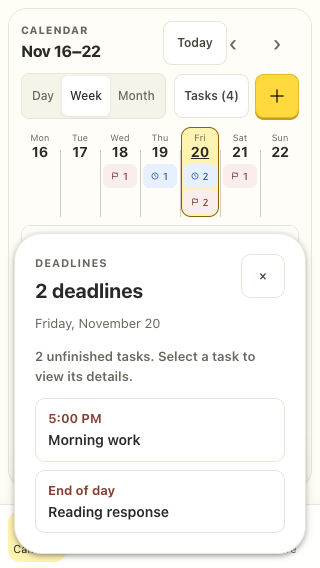 CALENDAR
Nov 16–22
Today
‹ ›
Day Week Month
Tasks (4)
+
Mon Tue Wed Thu Fri Sat Sun
16 17 18 19 20 21 22
1 1 2 1
2
DEADLINES
×
2 deadlines
Friday, November 20
2 unfinished tasks. Select a task to
view its details.
5:00 PM
Morning work
End of day
Reading response